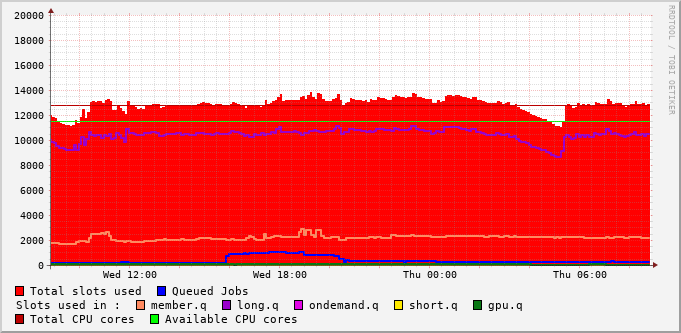 20000
18000
16000
14000
12000
10000
8000
6000
4000
2000
0
Wed 12:00 Wed 18:00 Thu 00:00 Thu 06:00
RRDTOOL / TOBI OETIKER
Total slots used Queued Jobs
Slots used in : member.q long.q ondemand.q short.q gpu.q
Total CPU cores Available CPU cores